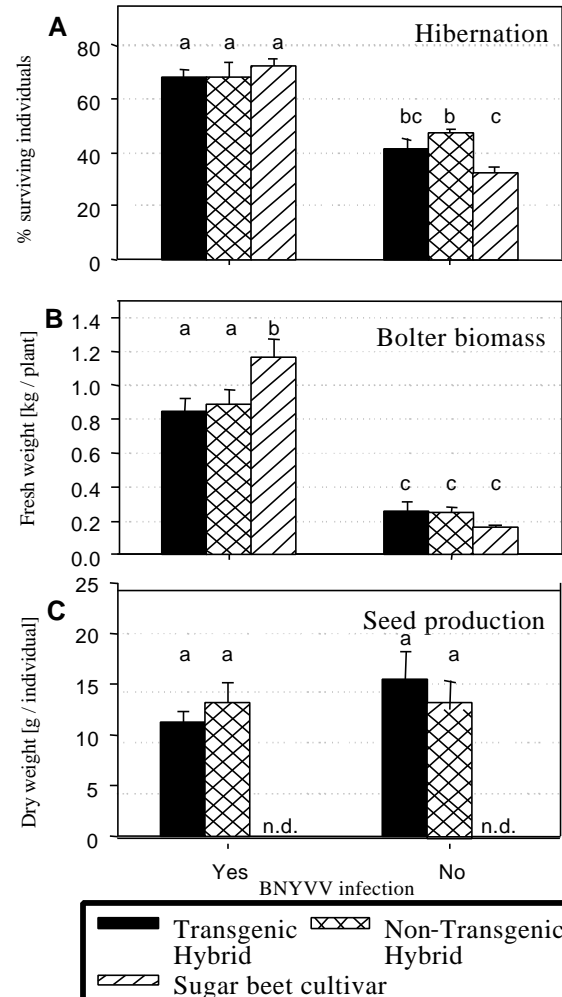 A
Hibernation
% surviving individuals
80
60
40
20
0
a a a
bc b c
B
Bolter biomass
Fresh weight [kg / plant]
1.4
1.2
1.0
0.8
0.6
0.4
0.2
0.0
a a b
c c c
C
Seed production
Dry weight [g / individual]
25
20
15
10
5
0
a a
n.d.
a a
n.d.
Yes No
BNYVV infection
Transgenic Hybrid
Non-Transgenic Hybrid
Sugar beet cultivar